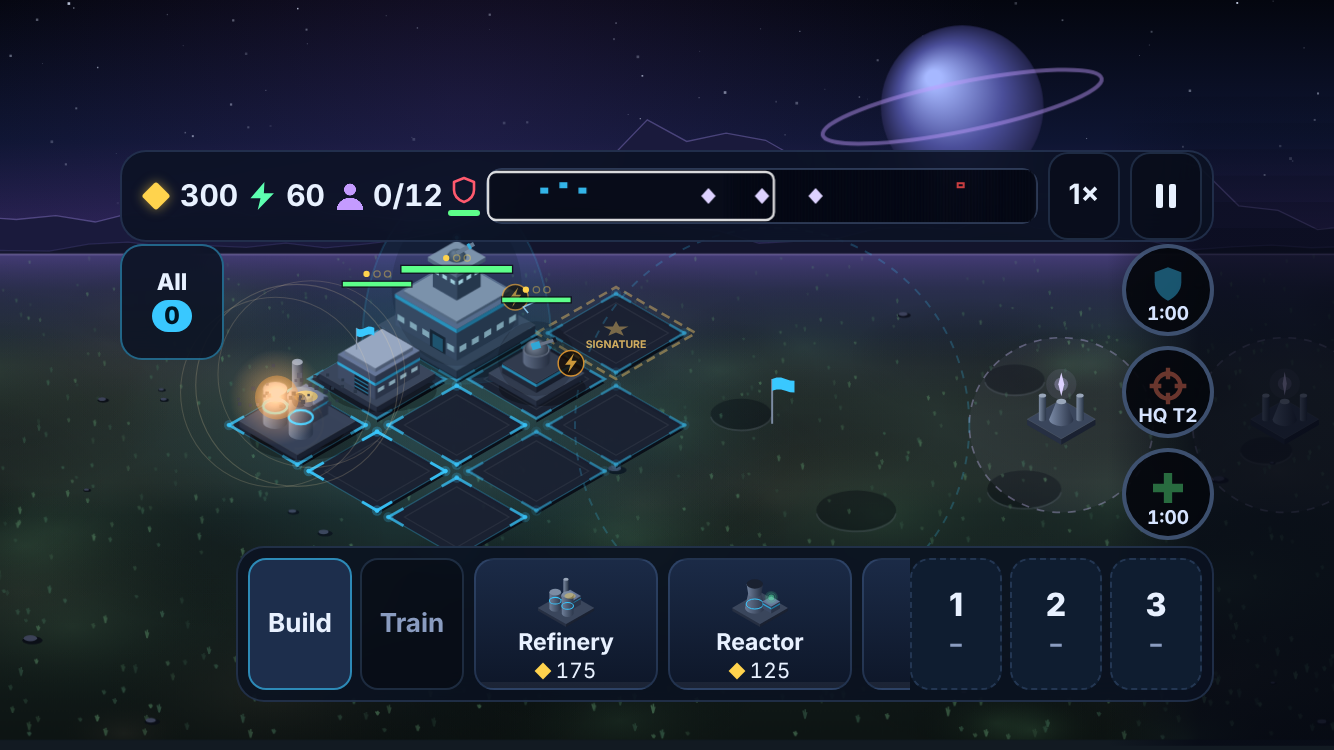 300 60 0/12 1×
All
0
1:00
SIGNATURE
HQ T2
1:00
Build
Train
Refinery
175
Reactor
125
1
–
2
–
3
–